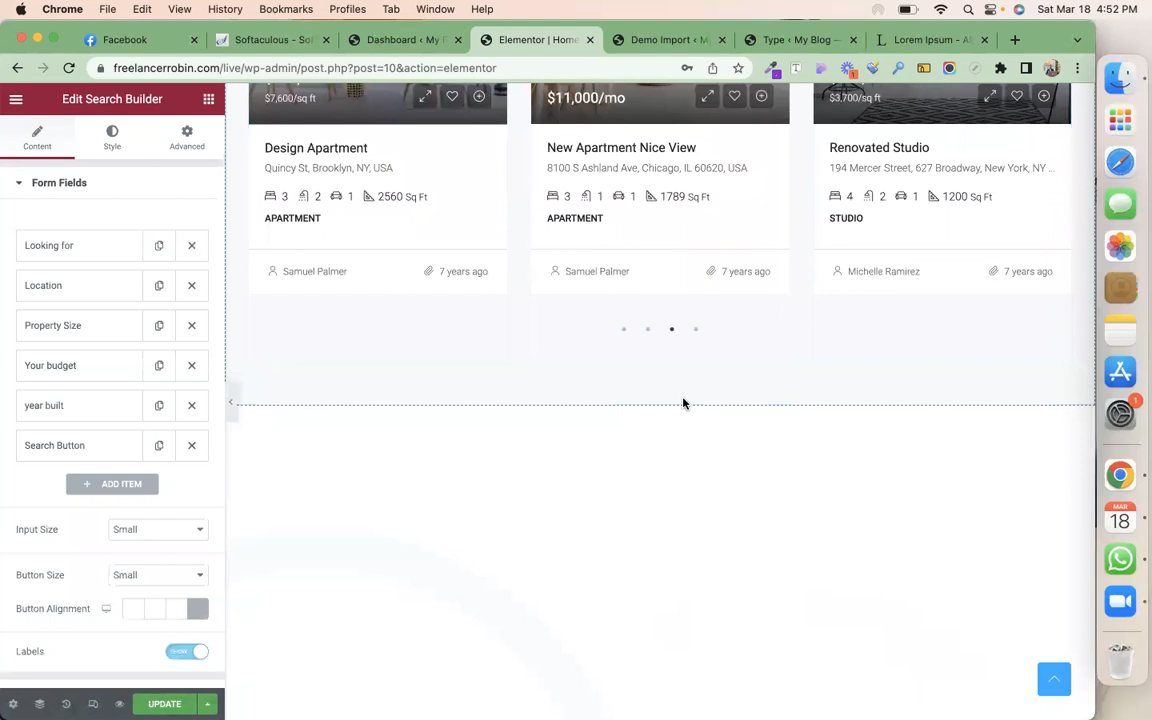 Chrome File Edit View History Bookmarks Profiles Tab Window Help Sat Mar 18 4:52 PM
Facebook Softaculous - Sof Dashboard ‹ My Elementor | Home Demo Import ‹ M Type ‹ My Blog — Lorem Ipsum - Al
freelancerrobin.com/live/wp-admin/post.php?post=10&action=elementor
Edit Search Builder
Content Style Advanced
Form Fields
Looking for
Location
Property Size
Your budget
year built
Search Button
+ ADD ITEM
Input Size Small
Button Size Small
Button Alignment
Labels SHOW
UPDATE
$7,600/sq ft
Design Apartment
Quincy St, Brooklyn, NY, USA
3 2 1 2560 Sq Ft
APARTMENT
Samuel Palmer 7 years ago
$11,000/mo
New Apartment Nice View
8100 S Ashland Ave, Chicago, IL 60620, USA
3 1 1 1789 Sq Ft
APARTMENT
Samuel Palmer 7 years ago
$3,700/sq ft
Renovated Studio
194 Mercer Street, 627 Broadway, New York, NY ...
4 2 1 1200 Sq Ft
STUDIO
Michelle Ramirez 7 years ago
1
MAR
18